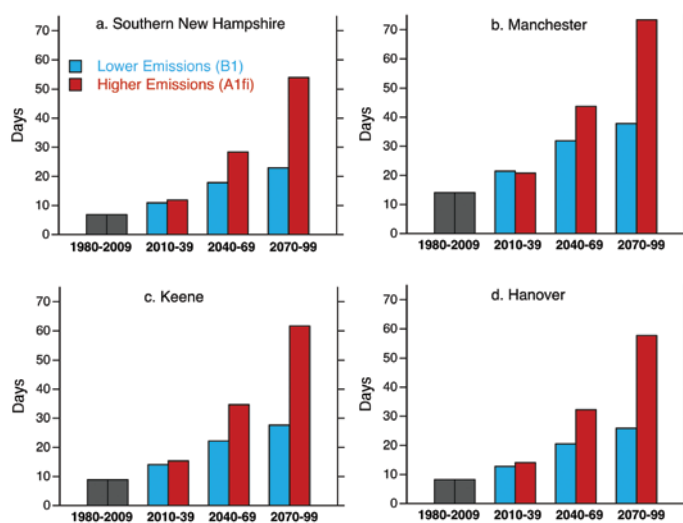 a. Southern New Hampshire
Lower Emissions (B1)
Higher Emissions (A1fi)
Days
70
60
50
40
30
20
10
0
1980-2009 2010-39 2040-69 2070-99
b. Manchester
Days
70
60
50
40
30
20
10
0
1980-2009 2010-39 2040-69 2070-99
c. Keene
Days
70
60
50
40
30
20
10
0
1980-2009 2010-39 2040-69 2070-99
d. Hanover
Days
70
60
50
40
30
20
10
0
1980-2009 2010-39 2040-69 2070-99